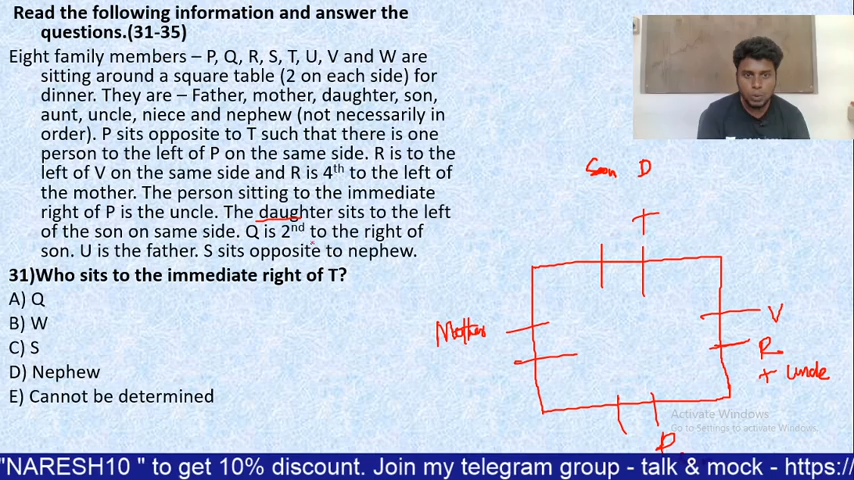 Read the following information and answer the
questions.(31-35)
Eight family members – P, Q, R, S, T, U, V and W are
sitting around a square table (2 on each side) for
dinner. They are – Father, mother, daughter, son,
aunt, uncle, niece and nephew (not necessarily in
order). P sits opposite to T such that there is one
person to the left of P on the same side. R is to the
left of V on the same side and R is 4th to the left of
the mother. The person sitting to the immediate
right of P is the uncle. The daughter sits to the left
of the son on same side. Q is 2nd to the right of
son. U is the father. S sits opposite to nephew.
31)Who sits to the immediate right of T?
A) Q
B) W
C) S
D) Nephew
E) Cannot be determined
Son D
T
V
Mother
R
+ Uncle
P
Activate Windows
Go to Settings to activate Windows.
"NARESH10 " to get 10% discount. Join my telegram group - talk & mock - https:/